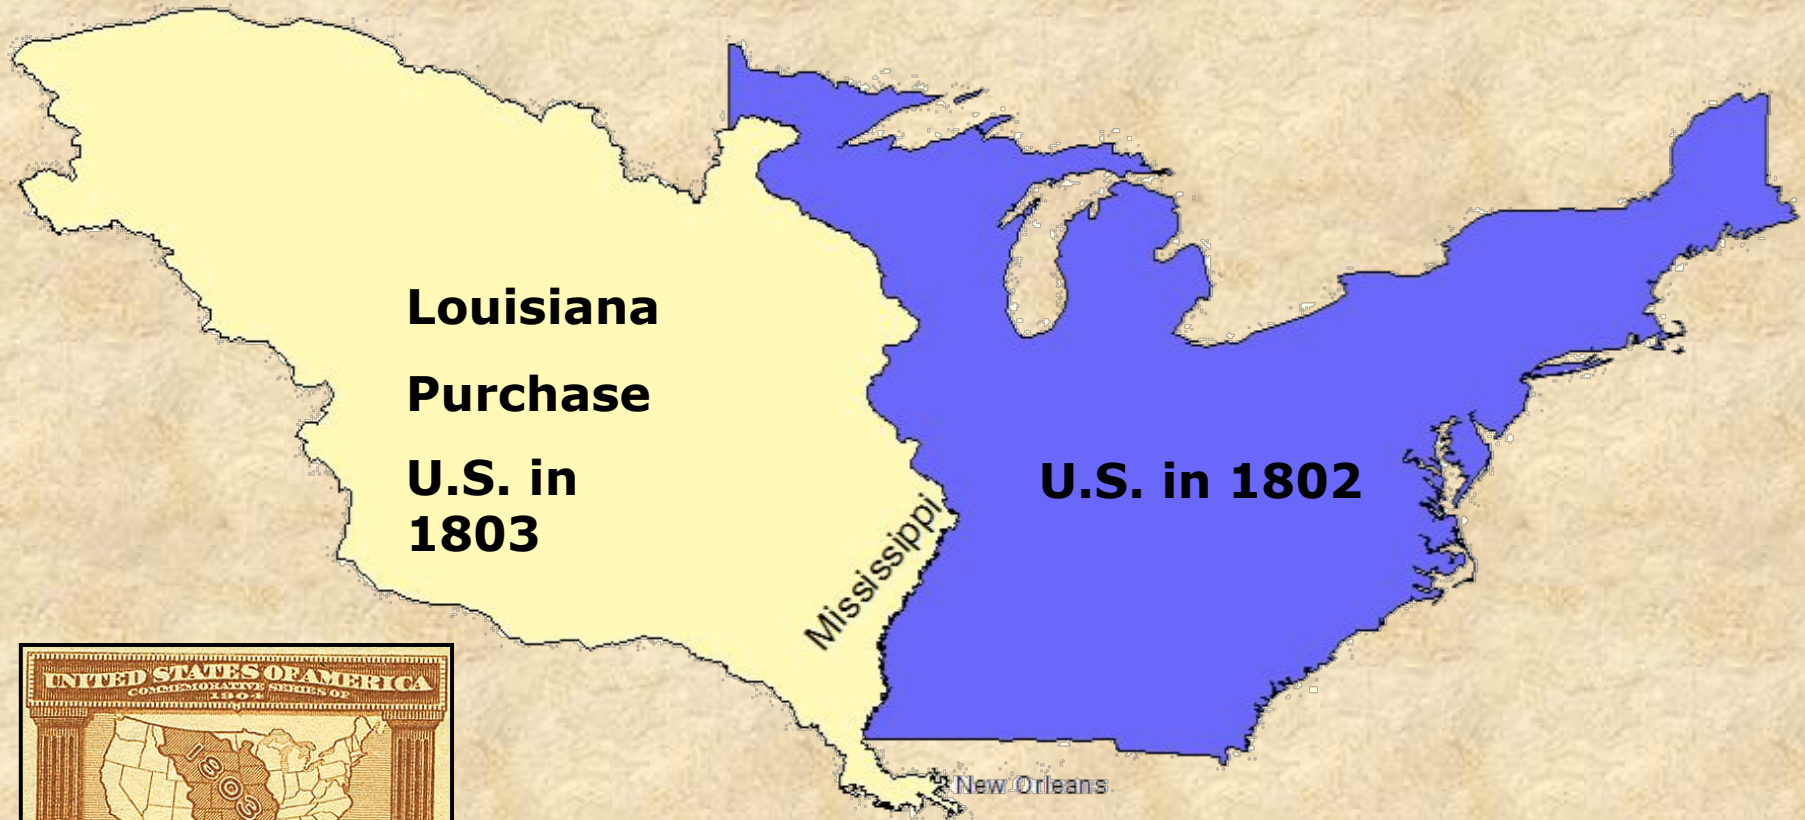 Louisiana
Purchase
U.S. in
1803
U.S. in 1802
Mississippi
New Orleans
UNITED STATES OF AMERICA
COMMEMORATIVE SERIES OF
1904
1803